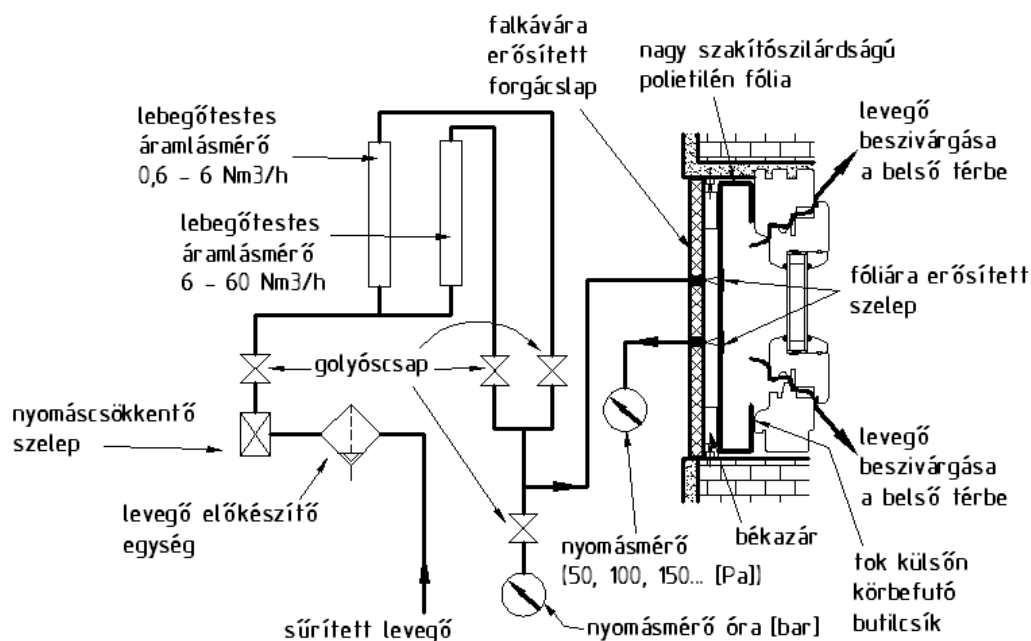 falkávára
erősített
forgácslap
nagy szakítószilárdságú
polietilén fólia
lebegőtestes
áramlásmérő
0,6 - 6 Nm3/h
levegő
beszivárgása
a belső térbe
lebegőtestes
áramlásmérő
6 - 60 Nm3/h
fóliára erősített
szelep
golyóscsap
nyomáscsökkentő
szelep
levegő
beszivárgása
a belső térbe
levegő előkészítő
egység
nyomásmérő
(50, 100, 150... [Pa])
békazár
tok külsőn
körbefutó
butilcsík
sűrített levegő
nyomásmérő óra [bar]